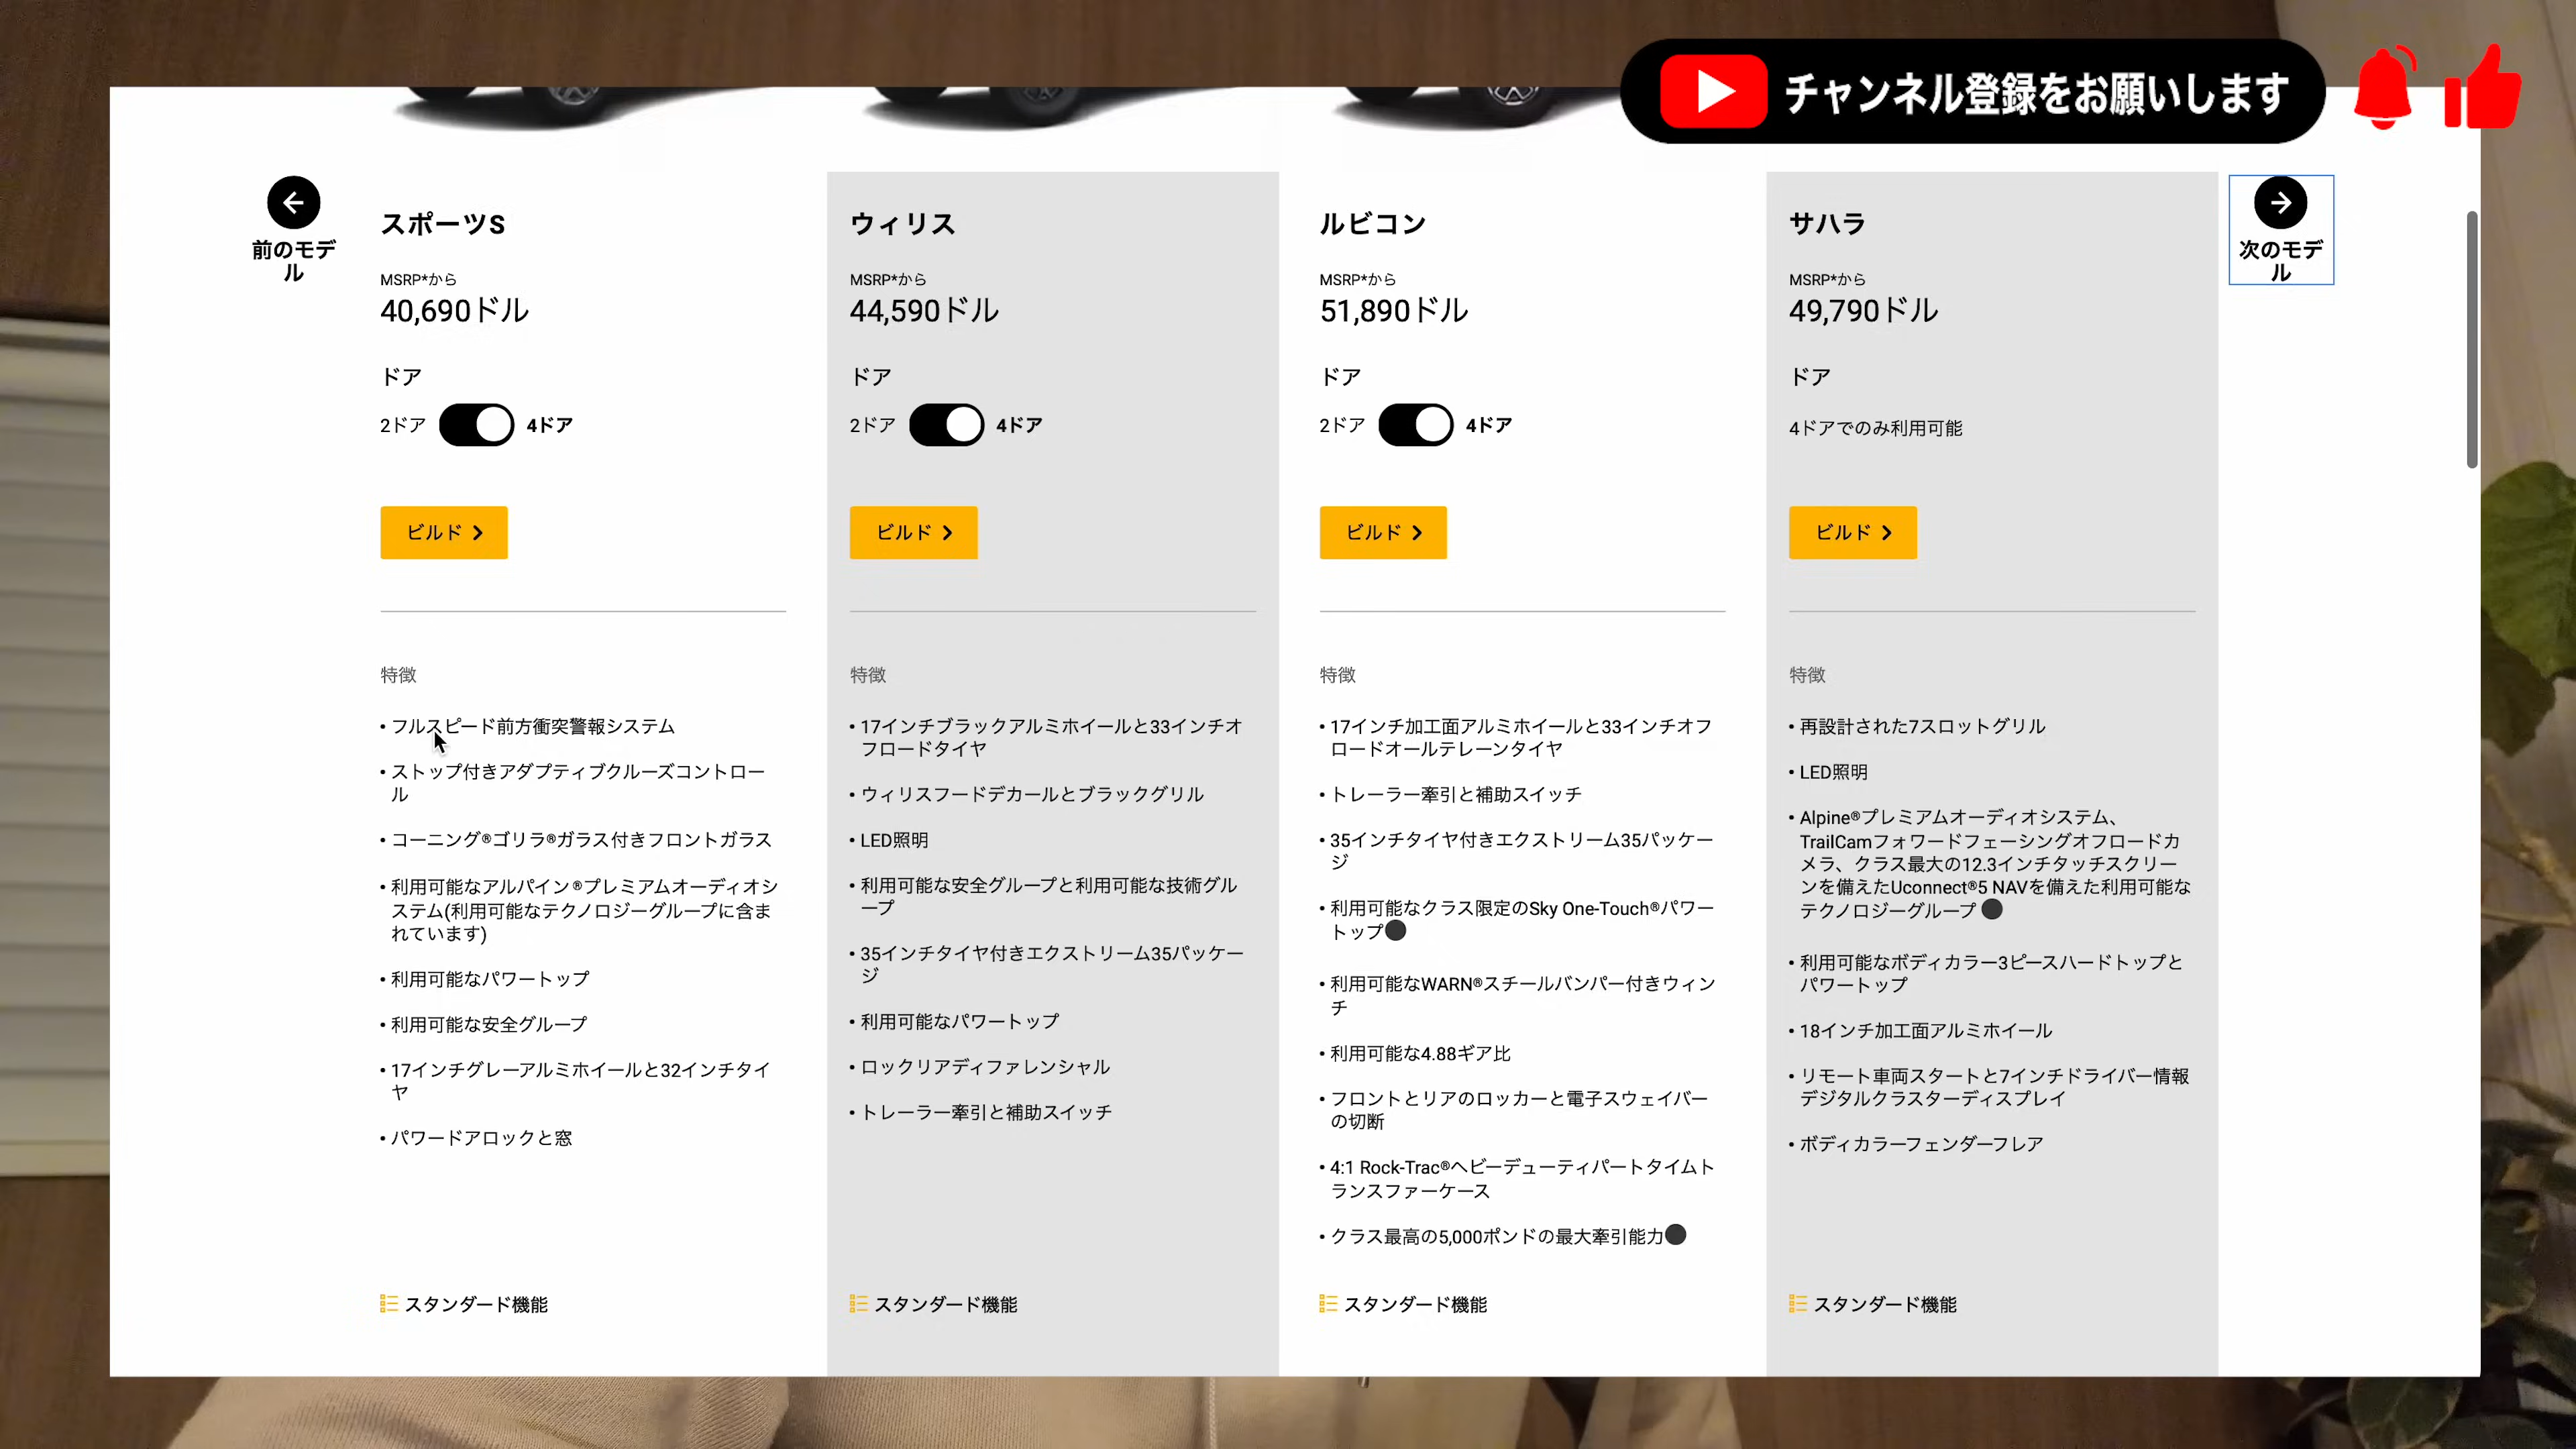 チャンネル登録をお願いします
前のモデ
ル
スポーツS
MSRP*から
40,690ドル
ドア
2ドア 4ドア
ビルド
特徴
• フルスピード前方衝突警報システム
• ストップ付きアダプティブクルーズコントロー
ル
• コーニング®ゴリラ®ガラス付きフロントガラス
• 利用可能なアルパイン®プレミアムオーディオシ
ステム(利用可能なテクノロジーグループに含ま
れています)
• 利用可能なパワートップ
• 利用可能な安全グループ
• 17インチグレーアルミホイールと32インチタイ
ヤ
• パワードアロックと窓
スタンダード機能
ウィリス
MSRP*から
44,590ドル
ドア
2ドア 4ドア
ビルド
特徴
• 17インチブラックアルミホイールと33インチオ
フロードタイヤ
• ウィリスフードデカールとブラックグリル
• LED照明
• 利用可能な安全グループと利用可能な技術グル
ープ
• 35インチタイヤ付きエクストリーム35パッケー
ジ
• 利用可能なパワートップ
• ロックリアディファレンシャル
• トレーラー牽引と補助スイッチ
スタンダード機能
ルビコン
MSRP*から
51,890ドル
ドア
2ドア 4ドア
ビルド
特徴
• 17インチ加工面アルミホイールと33インチオフ
ロードオールテレーンタイヤ
• トレーラー牽引と補助スイッチ
• 35インチタイヤ付きエクストリーム35パッケー
ジ
• 利用可能なクラス限定のSky One-Touch®パワー
トップ
• 利用可能なWARN®スチールバンパー付きウィン
チ
• 利用可能な4.88ギア比
• フロントとリアのロッカーと電子スウェイバー
の切断
• 4:1 Rock-Trac®ヘビーデューティパートタイムト
ランスファーケース
• クラス最高の5,000ポンドの最大牽引能力
スタンダード機能
サハラ
MSRP*から
49,790ドル
ドア
4ドアでのみ利用可能
ビルド
特徴
• 再設計された7スロットグリル
• LED照明
• Alpine®プレミアムオーディオシステム、
TrailCamフォワードフェーシングオフロードカ
メラ、クラス最大の12.3インチタッチスクリー
ンを備えたUconnect®5 NAVを備えた利用可能な
テクノロジーグループ
• 利用可能なボディカラー3ピースハードトップと
パワートップ
• 18インチ加工面アルミホイール
• リモート車両スタートと7インチドライバー情報
デジタルクラスターディスプレイ
• ボディカラーフェンダーフレア
スタンダード機能
次のモデ
ル